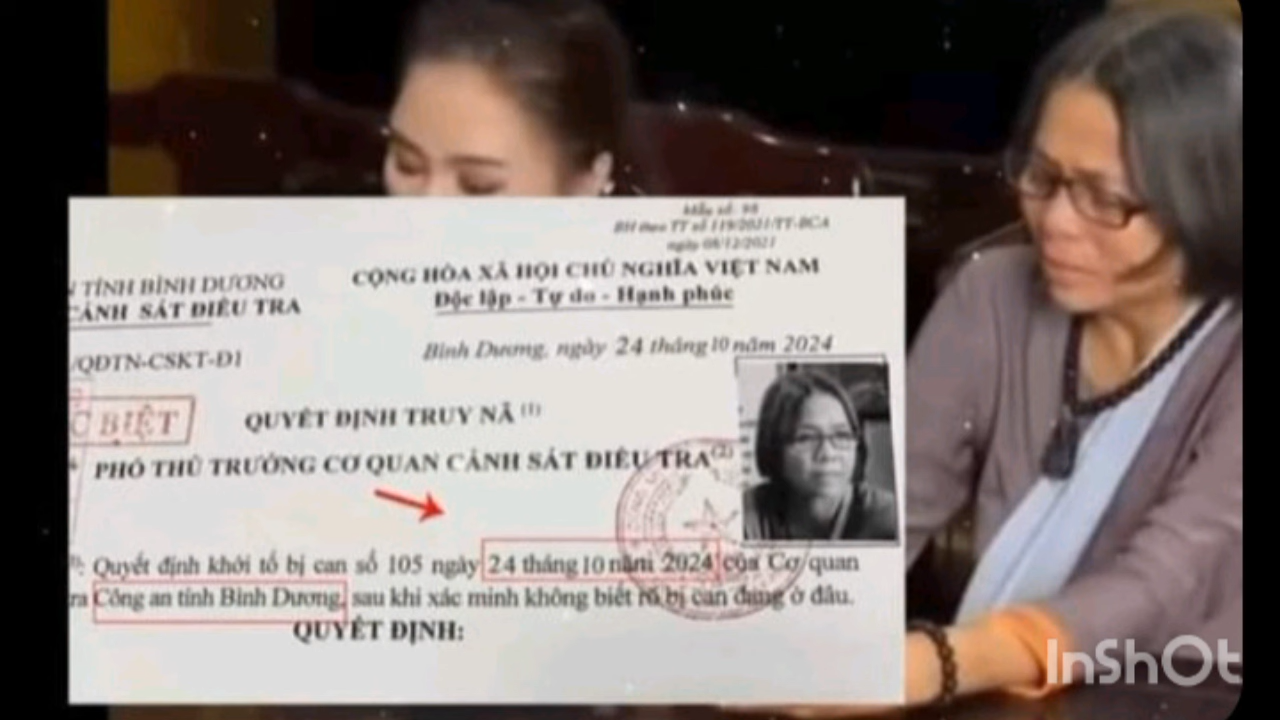 Mẫu số: 98
BH theo TT số 119/2021/TT-BCA
ngày 08/12/2021
TỈNH BÌNH DƯƠNG
CẢNH SÁT ĐIỀU TRA
CỘNG HÒA XÃ HỘI CHỦ NGHĨA VIỆT NAM
Độc lập - Tự do - Hạnh phúc
/QĐTN-CSKT-Đ1
Bình Dương, ngày 24 tháng 10 năm 2024
BIỆT
QUYẾT ĐỊNH TRUY NÃ (1)
PHÓ THỦ TRƯỞNG CƠ QUAN CẢNH SÁT ĐIỀU TRA (2)
Quyết định khởi tố bị can số 105 ngày 24 tháng 10 năm 2024 của Cơ quan
ra Công an tỉnh Bình Dương, sau khi xác minh không biết rõ bị can đang ở đâu.
QUYẾT ĐỊNH:
InShOt